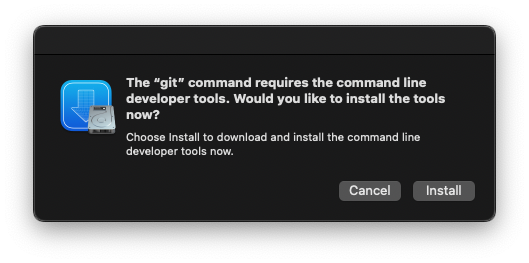 The “git” command requires the command line
developer tools. Would you like to install the tools
now?
Choose Install to download and install the command line
developer tools now.
Cancel
Install